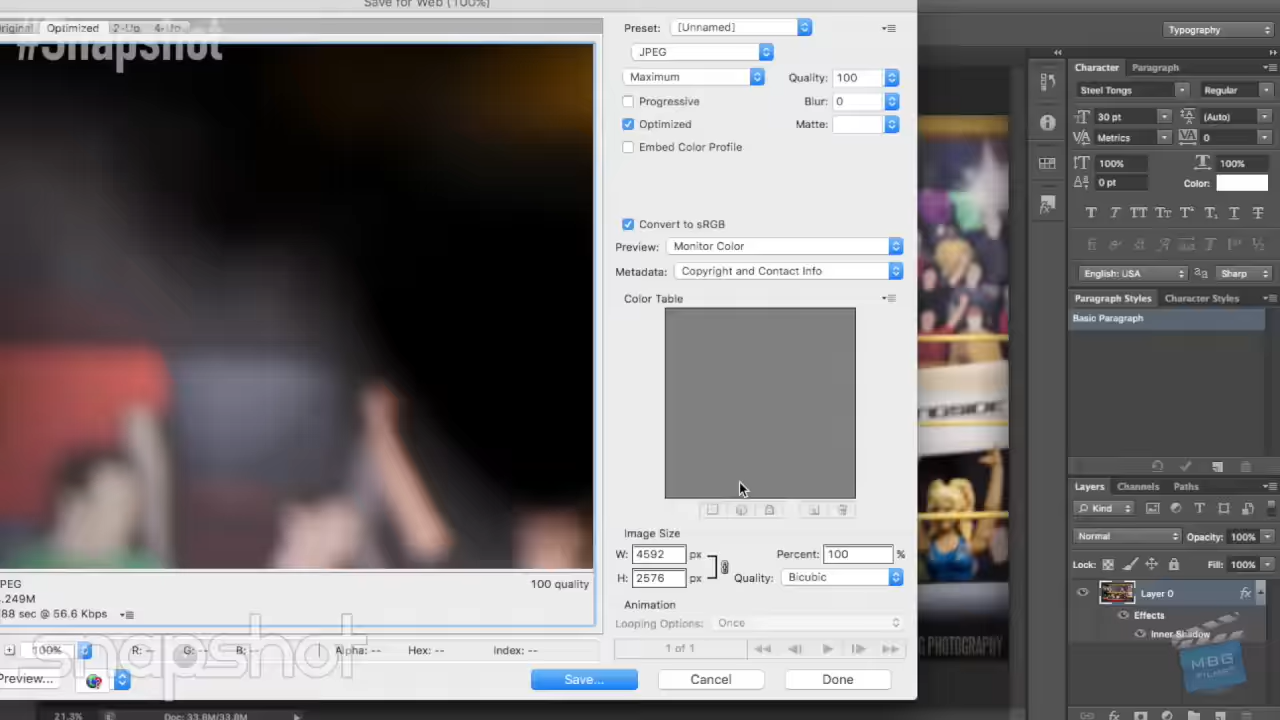 Save for Web (100%)
Original Optimized 2-Up 4-Up
#SnapShot
Preset: [Unnamed]
JPEG
Maximum Quality: 100
Progressive Blur: 0
Optimized Matte:
Embed Color Profile
Convert to sRGB
Preview: Monitor Color
Metadata: Copyright and Contact Info
Color Table
Image Size
W: 4592 px Percent: 100 %
H: 2576 px Quality: Bicubic
Animation
Looping Options: Once
1 of 1
PEG 100 quality
.249M
88 sec @ 56.6 Kbps
100% R: -- G: -- B: -- Alpha: -- Hex: -- Index: --
snapshot
Preview... Save... Cancel Done
21.3% Doc: 33.8M/33.8M
Typography
Character Paragraph
Steel Tongs Regular
30 pt (Auto)
Metrics 0
100% 100%
0 pt Color:
English: USA Sharp
Paragraph Styles Character Styles
Basic Paragraph
Layers Channels Paths
Kind
Normal Opacity: 100%
Lock: Fill: 100%
Layer 0 fx
Effects
Inner Shadow
MBG
FILMS
PHOTOGRAPHY